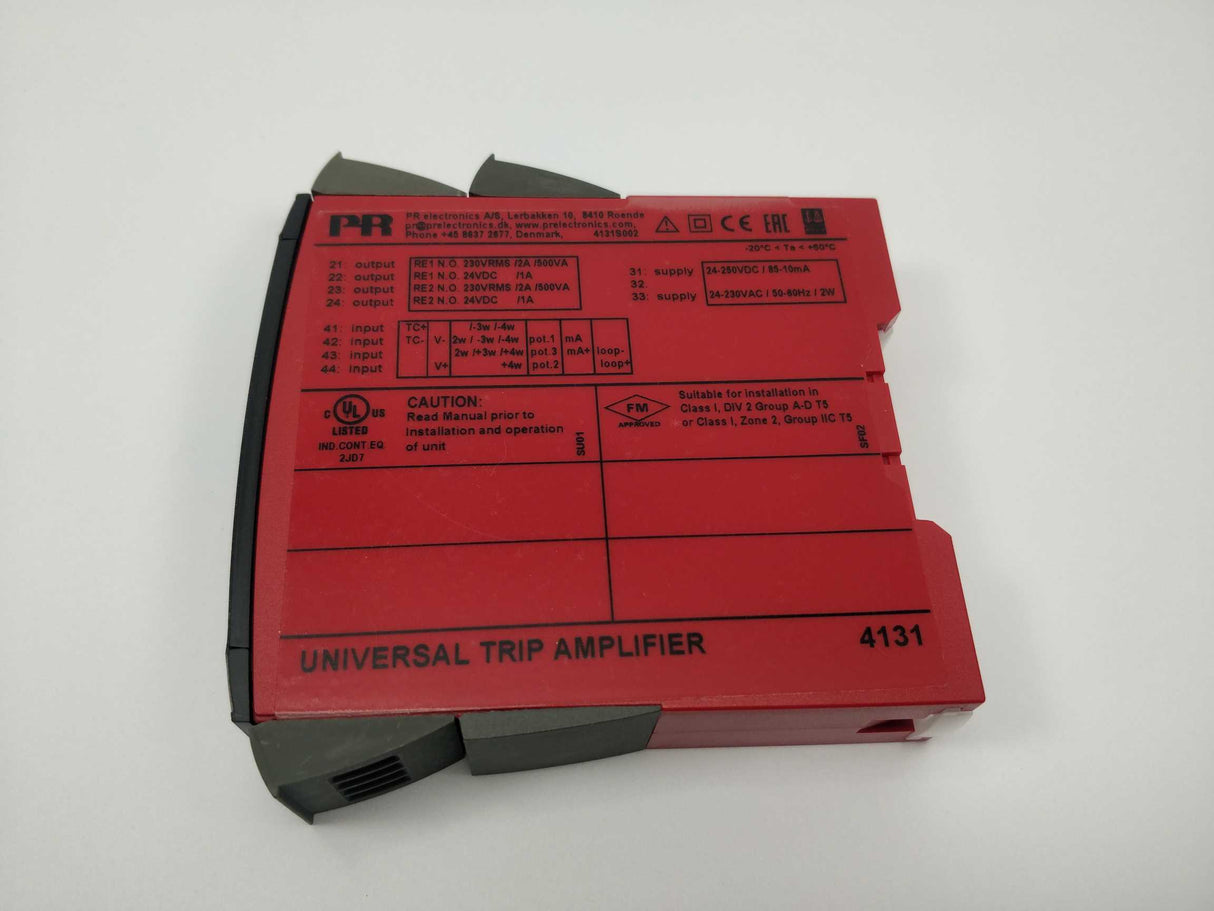 PR
PR electronics A/S, Lerbakken 10, 8410 Roende
pr@prelectronics.dk, www.prelectronics.com,
Phone +45 8637 2677, Denmark, 4131S002
CE EAC
-20°C < Ta < +60°C
21: output RE1 N.O. 230VRMS /2A /500VA
22: output RE1 N.O. 24VDC /1A
23: output RE2 N.O. 230VRMS /2A /500VA
24: output RE2 N.O. 24VDC /1A
31: supply 24-250VDC / 85-10mA
32:
33: supply 24-230VAC / 50-60Hz / 2W
41: input TC+ /-3w /-4w
42: input TC- V- 2w / -3w /-4w pot.1 mA
43: input 2w /+3w /+4w pot.3 mA+ loop-
44: input V+ +4w pot.2 loop+
C UL US
LISTED
IND.CONT.EQ.
2JD7
CAUTION:
Read Manual prior to
Installation and operation
of unit
SU01
FM
APPROVED
Suitable for installation in
Class I, DIV 2 Group A-D T5
or Class I, Zone 2, Group IIC T5
SF02
UNIVERSAL TRIP AMPLIFIER 4131